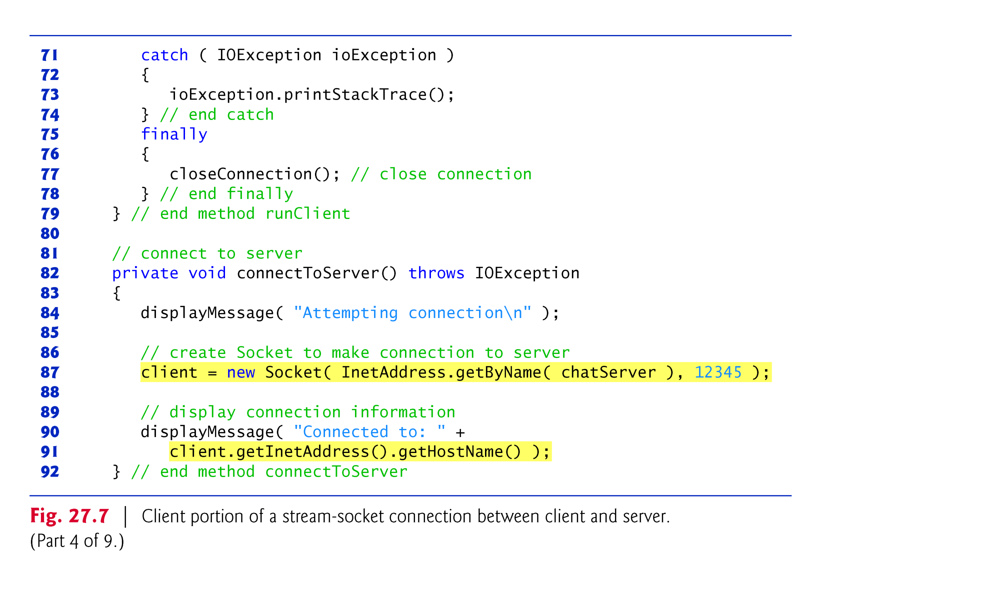 71 catch ( IOException ioException )
72 {
73 ioException.printStackTrace();
74 } // end catch
75 finally
76 {
77 closeConnection(); // close connection
78 } // end finally
79 } // end method runClient
80
81 // connect to server
82 private void connectToServer() throws IOException
83 {
84 displayMessage( "Attempting connection\n" );
85
86 // create Socket to make connection to server
87 client = new Socket( InetAddress.getByName( chatServer ), 12345 );
88
89 // display connection information
90 displayMessage( "Connected to: " +
91 client.getInetAddress().getHostName() );
92 } // end method connectToServer
Fig. 27.7 | Client portion of a stream-socket connection between client and server.
(Part 4 of 9.)